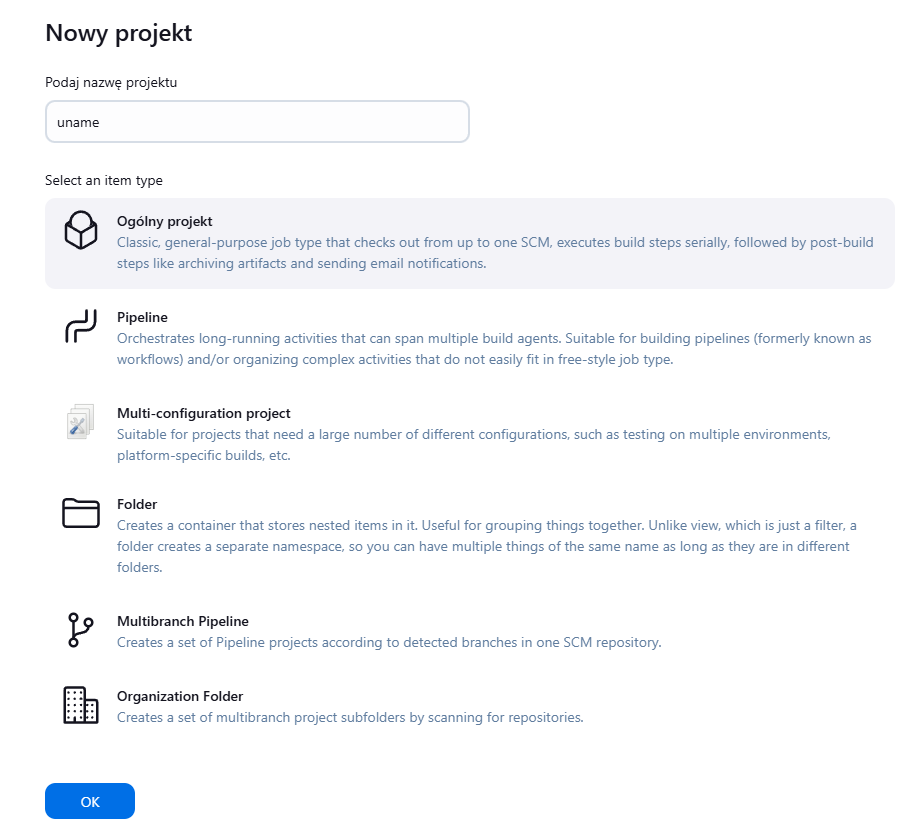 Nowy projekt
Podaj nazwę projektu
uname
Select an item type
Ogólny projekt
Classic, general-purpose job type that checks out from up to one SCM, executes build steps serially, followed by post-build
steps like archiving artifacts and sending email notifications.
Pipeline
Orchestrates long-running activities that can span multiple build agents. Suitable for building pipelines (formerly known as
workflows) and/or organizing complex activities that do not easily fit in free-style job type.
Multi-configuration project
Suitable for projects that need a large number of different configurations, such as testing on multiple environments,
platform-specific builds, etc.
Folder
Creates a container that stores nested items in it. Useful for grouping things together. Unlike view, which is just a filter, a
folder creates a separate namespace, so you can have multiple things of the same name as long as they are in different
folders.
Multibranch Pipeline
Creates a set of Pipeline projects according to detected branches in one SCM repository.
Organization Folder
Creates a set of multibranch project subfolders by scanning for repositories.
OK